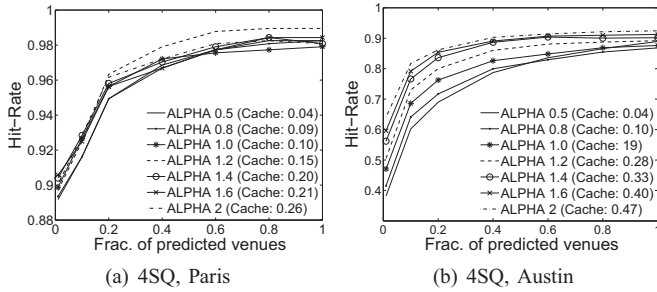 1
0.98
0.96
0.94
0.92
0.9
0.88
Hit-Rate
ALPHA 0.5 (Cache: 0.04)
ALPHA 0.8 (Cache: 0.09)
ALPHA 1.0 (Cache: 0.10)
ALPHA 1.2 (Cache: 0.15)
ALPHA 1.4 (Cache: 0.20)
ALPHA 1.6 (Cache: 0.21)
ALPHA 2 (Cache: 0.26)
0 0.2 0.4 0.6 0.8 1
Frac. of predicted venues
(a) 4SQ, Paris
1
0.9
0.8
0.7
0.6
0.5
0.4
Hit-Rate
ALPHA 0.5 (Cache: 0.04)
ALPHA 0.8 (Cache: 0.10)
ALPHA 1.0 (Cache: 19)
ALPHA 1.2 (Cache: 0.28)
ALPHA 1.4 (Cache: 0.33)
ALPHA 1.6 (Cache: 0.40)
ALPHA 2 (Cache: 0.47)
0 0.2 0.4 0.6 0.8 1
Frac. of predicted venues
(b) 4SQ, Austin